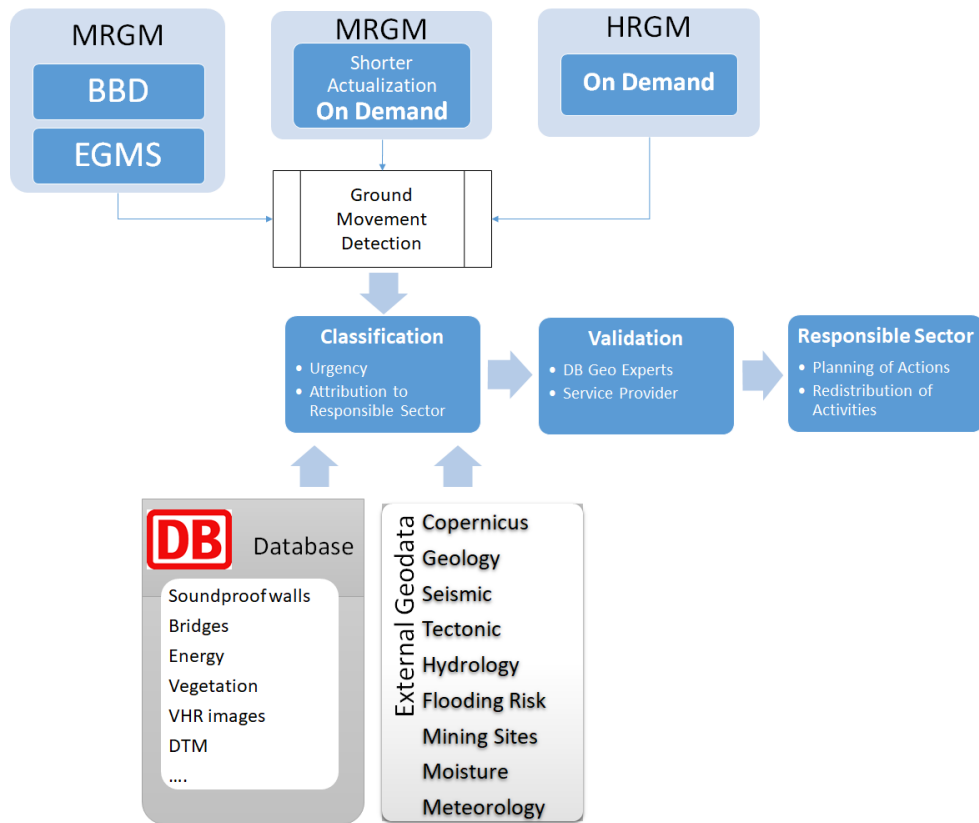 MRGM
BBD
EGMS
MRGM
Shorter
Actualization
On Demand
HRGM
On Demand
Ground
Movement
Detection
Classification
• Urgency
• Attribution to
Responsible Sector
Validation
• DB Geo Experts
• Service Provider
Responsible Sector
• Planning of Actions
• Redistribution of
Activities
DB
Database
Soundproof walls
Bridges
Energy
Vegetation
VHR images
DTM
....
External Geodata
Copernicus
Geology
Seismic
Tectonic
Hydrology
Flooding Risk
Mining Sites
Moisture
Meteorology